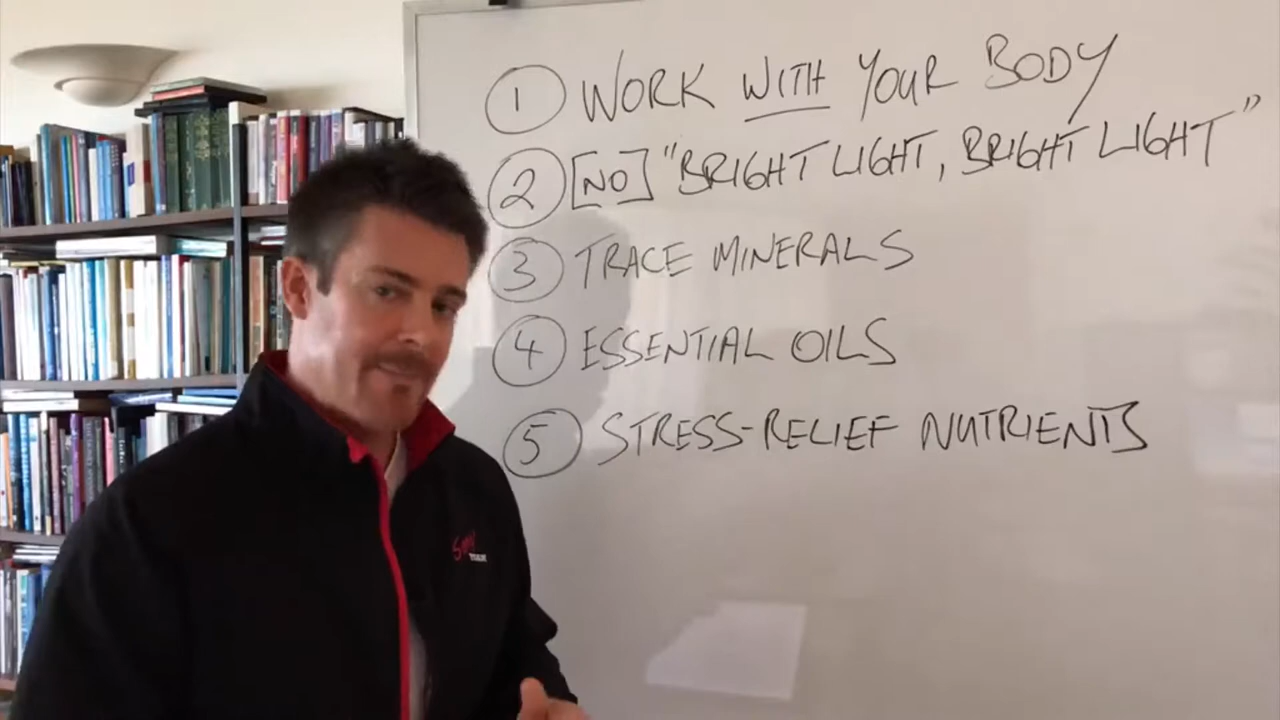 1 WORK WITH YOUR BODY
2 [NO] "BRIGHT LIGHT, BRIGHT LIGHT"
3 TRACE MINERALS
4 ESSENTIAL OILS
5 STRESS-RELIEF NUTRIENTS